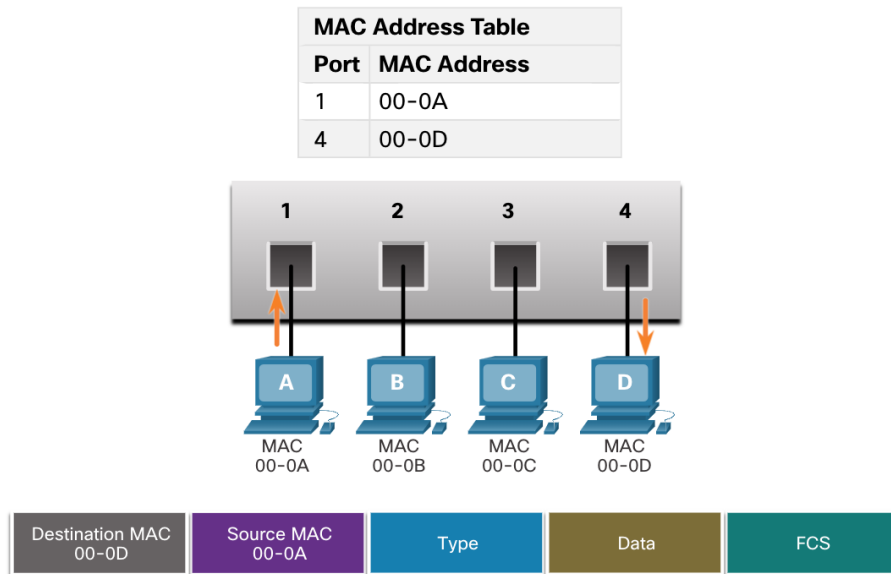 MAC Address Table
Port MAC Address
1 00-0A
4 00-0D
1 2 3 4
A B C D
MAC MAC MAC MAC
00-0A 00-0B 00-0C 00-0D
Destination MAC
00-0D
Source MAC
00-0A
Type
Data
FCS